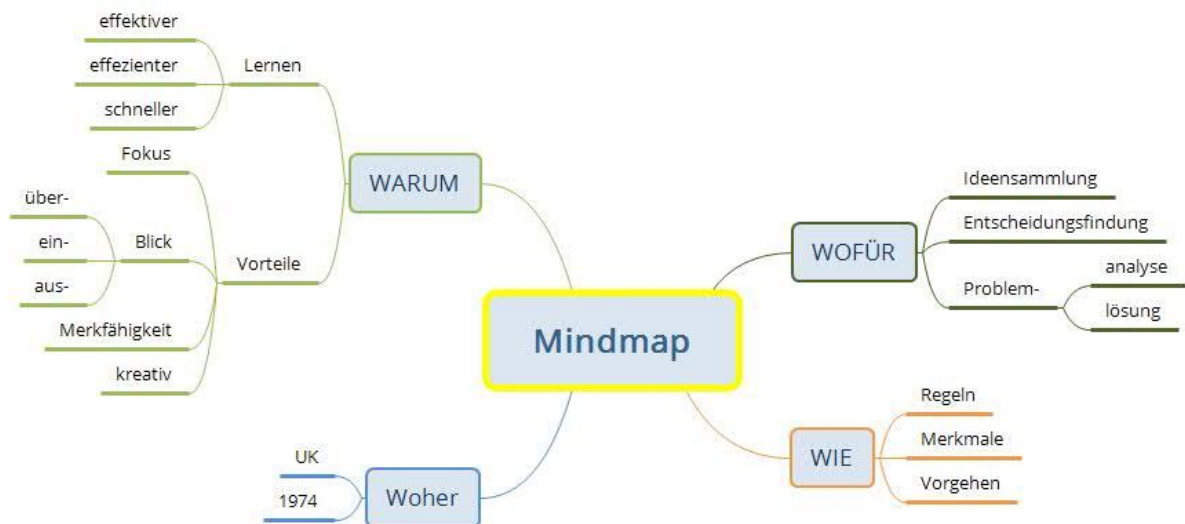 Mindmap
WARUM
Lernen
effektiver
effezienter
schneller
Vorteile
Fokus
Blick
über-
ein-
aus-
Merkfähigkeit
kreativ
Woher
UK
1974
WOFÜR
Ideensammlung
Entscheidungsfindung
Problem-
analyse
lösung
WIE
Regeln
Merkmale
Vorgehen